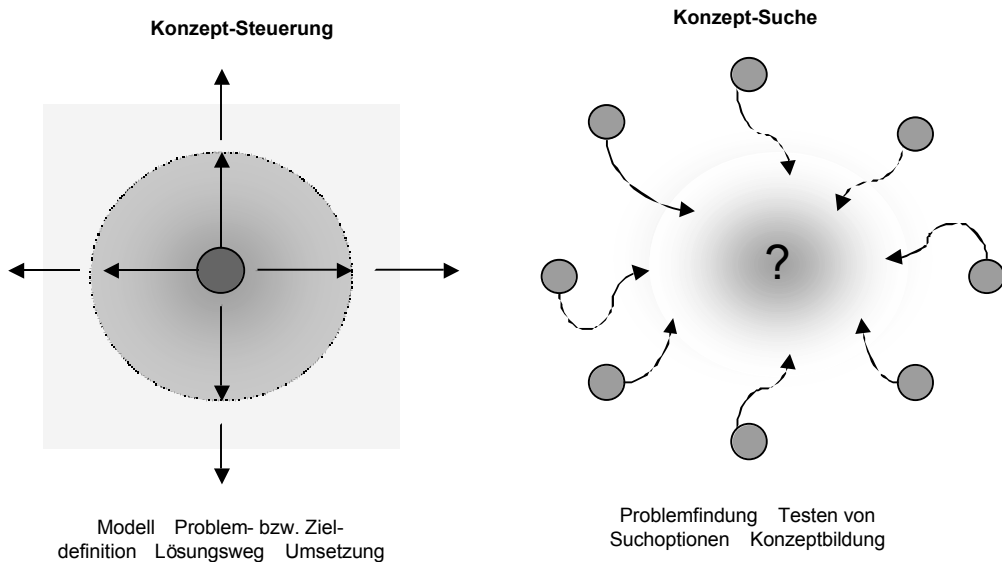 Konzept-Steuerung
Modell Problem- bzw. Ziel-
definition Lösungsweg Umsetzung
Konzept-Suche
?
Problemfindung Testen von
Suchoptionen Konzeptbildung